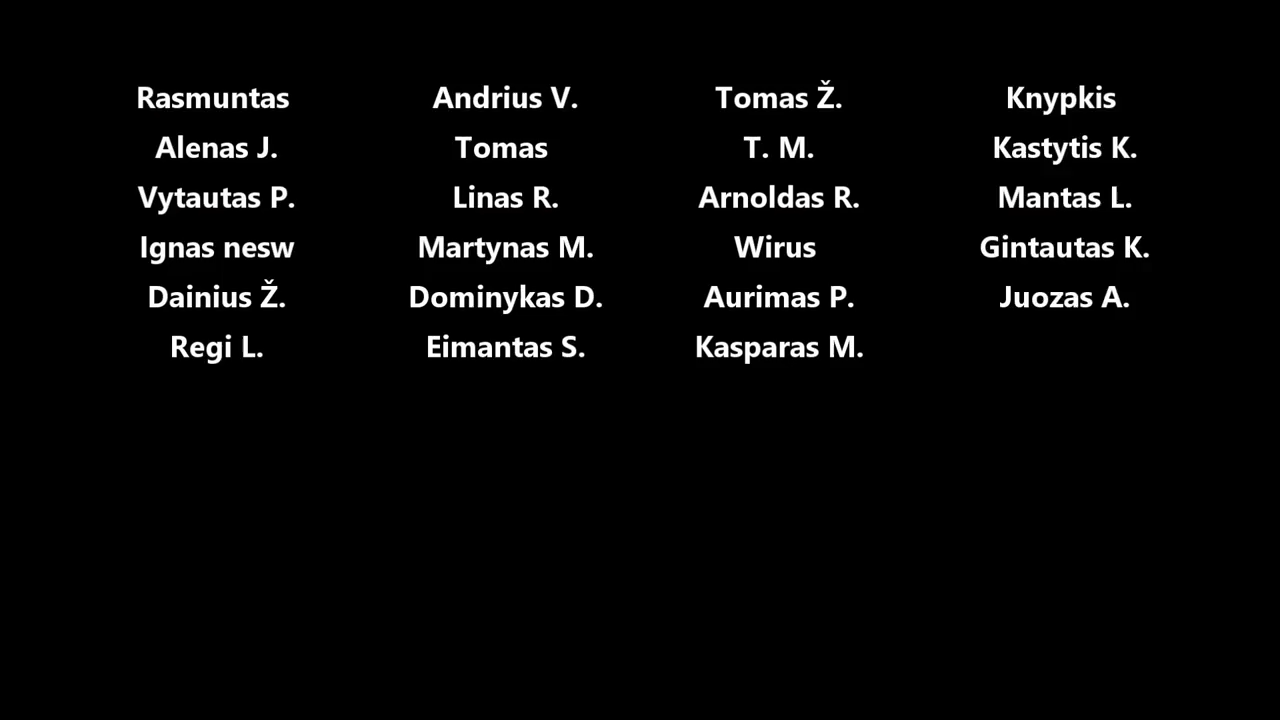 Rasmuntas
Alenas J.
Vytautas P.
Ignas nesw
Dainius Ž.
Regi L.
Andrius V.
Tomas
Linas R.
Martynas M.
Dominykas D.
Eimantas S.
Tomas Ž.
T. M.
Arnoldas R.
Wirus
Aurimas P.
Kasparas M.
Knypkis
Kastytis K.
Mantas L.
Gintautas K.
Juozas A.